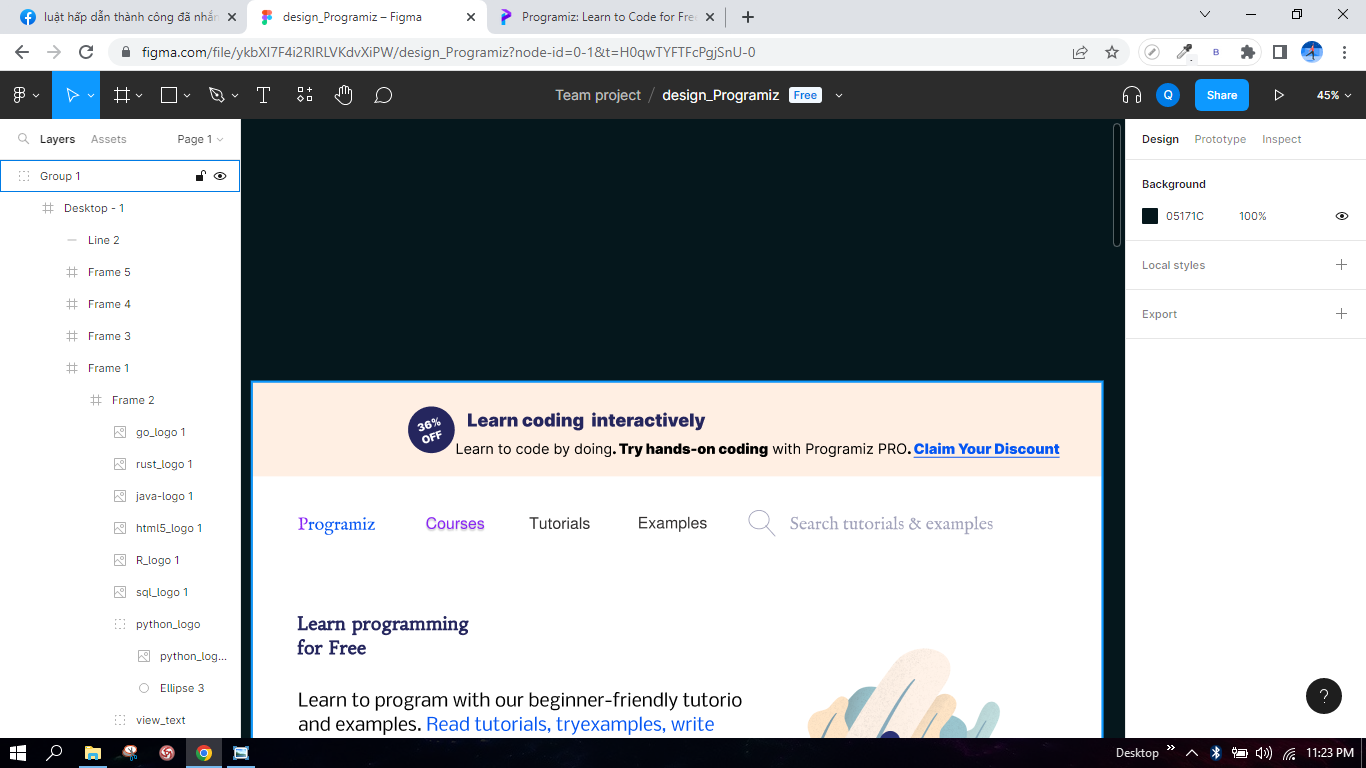 luật hấp dẫn thành công đã nhắn
design_Programiz – Figma
Programiz: Learn to Code for Free
figma.com/file/ykbXI7F4i2RIRLVKdvXiPW/design_Programiz?node-id=0-1&t=H0qwTYFTFcPgjSnU-0
B
Team project / design_Programiz Free
Q
Share
45%
Layers Assets Page 1
Group 1
Desktop - 1
Line 2
Frame 5
Frame 4
Frame 3
Frame 1
Frame 2
go_logo 1
rust_logo 1
java-logo 1
html5_logo 1
R_logo 1
sql_logo 1
python_logo
python_log...
Ellipse 3
view_text
36% OFF
Learn coding interactively
Learn to code by doing. Try hands-on coding with Programiz PRO. Claim Your Discount
Programiz Courses Tutorials Examples Search tutorials & examples
Learn programming
for Free
Learn to program with our beginner-friendly tutorio
and examples. Read tutorials, tryexamples, write
Design Prototype Inspect
Background
05171C 100%
Local styles
Export
?
Desktop
11:23 PM